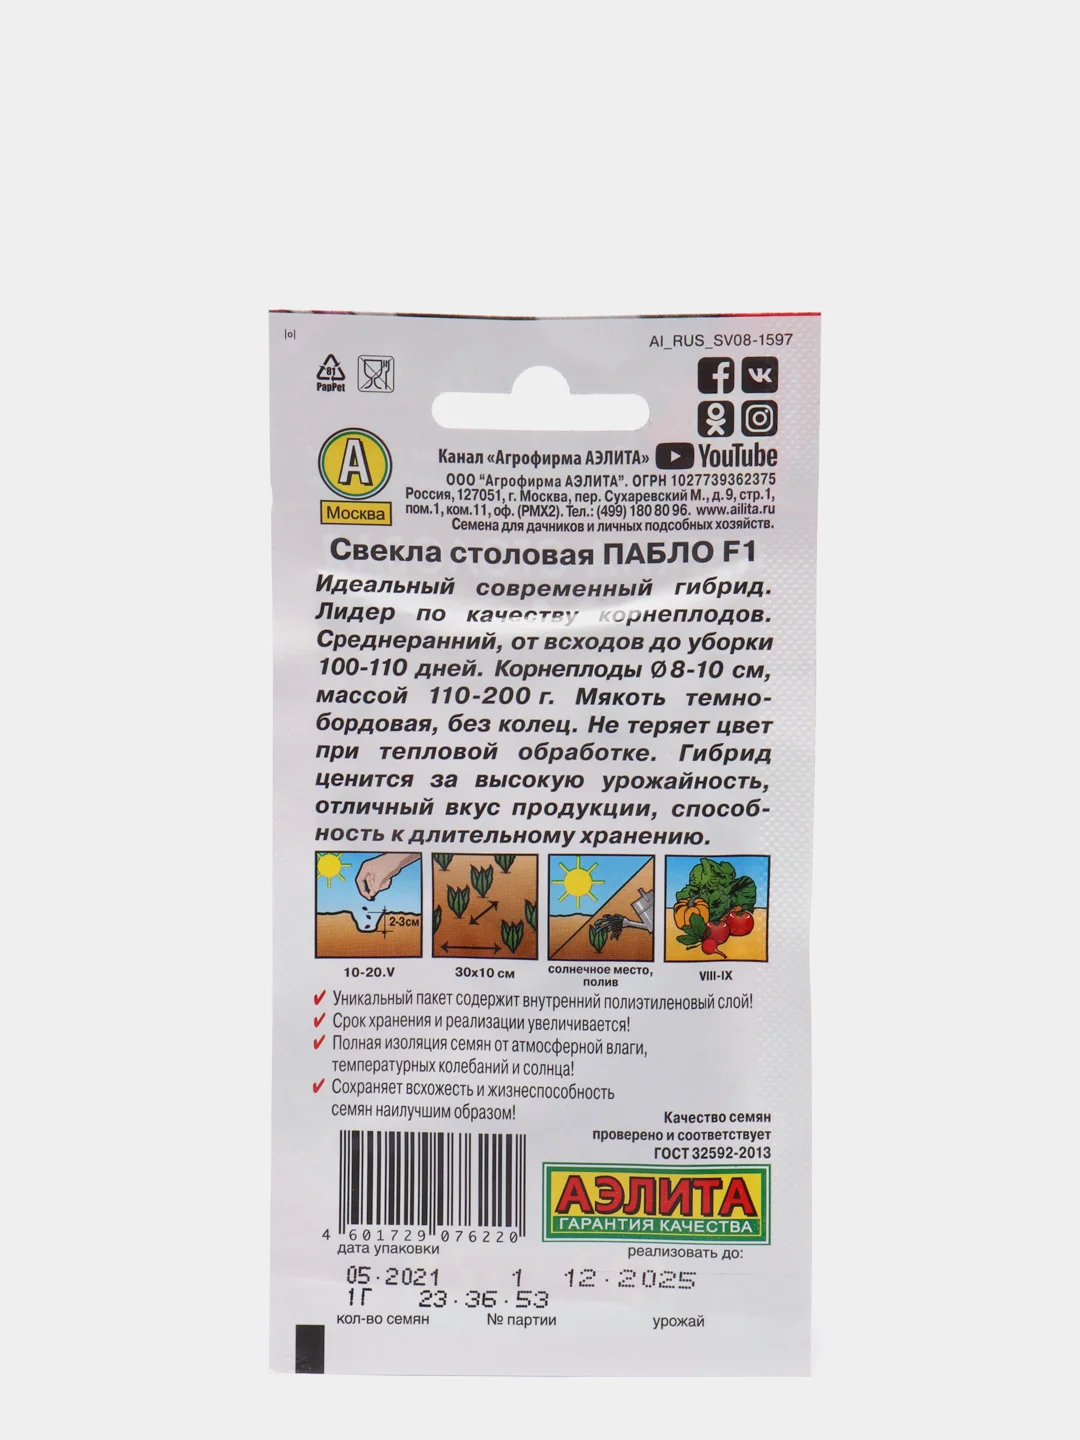 |o|
AI_RUS_SV08-1597
81
PapPet
А
Москва
Канал «Агрофирма АЭЛИТА» YouTube
ООО “Агрофирма АЭЛИТА”. ОГРН 1027739362375
Россия, 127051, г. Москва, пер. Сухаревский М., д. 9, стр.1,
пом.1, ком.11, оф. (РМХ2). Тел.: (499) 180 80 96. www.ailita.ru
Семена для дачников и личных подсобных хозяйств.
Свекла столовая ПАБЛО F1
Идеальный современный гибрид.
Лидер по качеству корнеплодов.
Среднеранний, от всходов до уборки
100-110 дней. Корнеплоды Ø 8-10 см,
массой 110-200 г. Мякоть темно-
бордовая, без колец. Не теряет цвет
при тепловой обработке. Гибрид
ценится за высокую урожайность,
отличный вкус продукции, способ-
ность к длительному хранению.
2-3см
10-20.V
30х10 см
солнечное место,
полив
VIII-IX
Уникальный пакет содержит внутренний полиэтиленовый слой!
Срок хранения и реализации увеличивается!
Полная изоляция семян от атмосферной влаги,
температурных колебаний и солнца!
Сохраняет всхожесть и жизнеспособность
семян наилучшим образом!
Качество семян
проверено и соответствует
ГОСТ 32592-2013
АЭЛИТА
ГАРАНТИЯ КАЧЕСТВА
4 601729 076220
дата упаковки
реализовать до:
05.2021 1 12.2025
1Г 23.36.53
кол-во семян № партии урожай